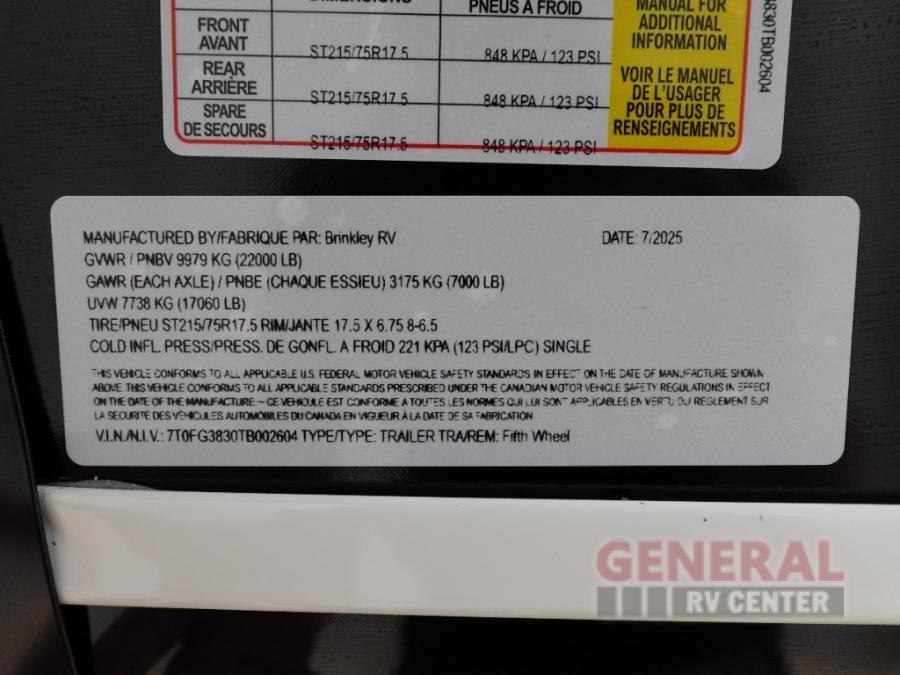 DIMENSIONS
PNEUS A FROID
MANUAL FOR
ADDITIONAL
INFORMATION
FRONT
AVANT
ST215/75R17.5
848 KPA / 123 PSI
REAR
ARRIÈRE
ST215/75R17.5
848 KPA / 123 PSI
VOIR LE MANUEL
DE L'USAGER
POUR PLUS DE
RENSEIGNEMENTS
SPARE
DE SECOURS
ST215/75R17.5
848 KPA / 123 PSI
3830TB002604
MANUFACTURED BY/FABRIQUE PAR: Brinkley RV DATE: 7/2025
GVWR / PNBV 9979 KG (22000 LB)
GAWR (EACH AXLE) / PNBE (CHAQUE ESSIEU) 3175 KG (7000 LB)
UVW 7738 KG (17060 LB)
TIRE/PNEU ST215/75R17.5 RIM/JANTE 17.5 X 6.75 8-6.5
COLD INFL. PRESS/PRESS. DE GONFL. A FROID 221 KPA (123 PSI/LPC) SINGLE
THIS VEHICLE CONFORMS TO ALL APPLICABLE U.S. FEDERAL MOTOR VEHICLE SAFETY STANDARDS IN EFFECT ON THE DATE OF MANUFACTURE SHOWN
ABOVE. THIS VEHICLE CONFORMS TO ALL APPLICABLE STANDARDS PRESCRIBED UNDER THE CANADIAN MOTOR VEHICLE SAFETY REGULATIONS IN EFFECT
ON THE DATE OF THE MANUFACTURE. – CE VEHICULE EST CONFORME A TOUTES LES NORMES QUI LUI SONT APPLICABLES EN VERTU DU REGLEMENT SUR
LA SECURITE DES VÉHICULES AUTOMOBILES DU CANADA EN VIGUEUR À LA DATE DE SA FABRICATION
V.I.N./N.I.V.: 7T0FG3830TB002604 TYPE/TYPE: TRAILER TRA/REM: Fifth Wheel
GENERAL
RV CENTER